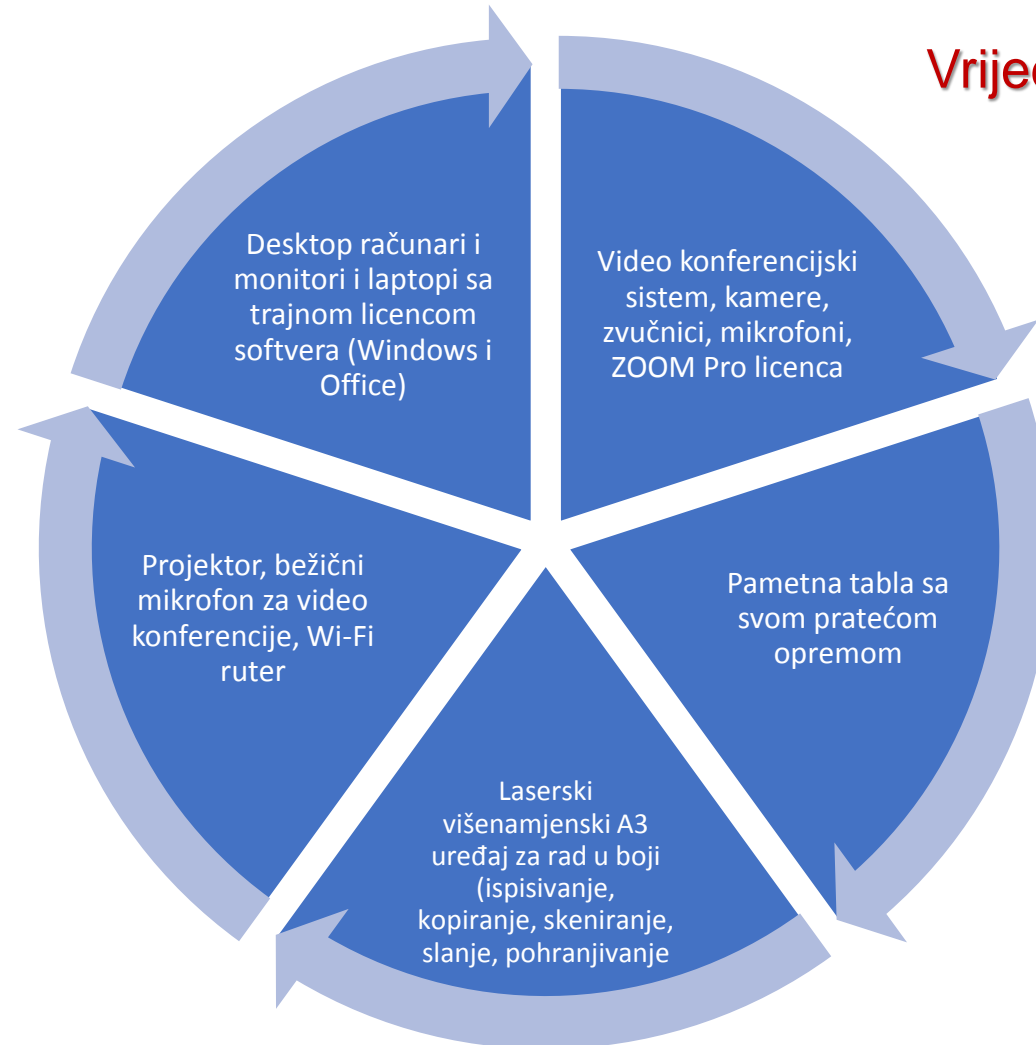 Vrijed
Video konferencijski
sistem, kamere,
zvučnici, mikrofoni,
ZOOM Pro licenca
Pametna tabla sa
svom pratećom
opremom
Laserski
višenamjenski A3
uređaj za rad u boji
(ispisivanje,
kopiranje, skeniranje,
slanje, pohranjivanje
Projektor, bežični
mikrofon za video
konferencije, Wi-Fi
ruter
Desktop računari i
monitori i laptopi sa
trajnom licencom
softvera (Windows i
Office)